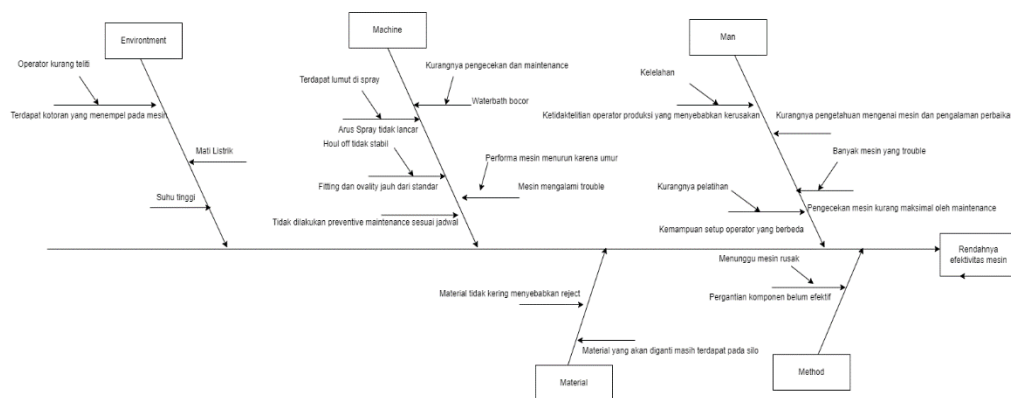 Environtment
Machine
Man
Operator kurang teliti
Terdapat kotoran yang menempel pada mesin
Mati Listrik
Suhu tinggi
Terdapat lumut di spray
Kurangnya pengecekan dan maintenance
Waterbath bocor
Arus Spray tidak lancar
Houl off tidak stabil
Fitting dan ovality jauh dari standar
Performa mesin menurun karena umur
Mesin mengalami trouble
Tidak dilakukan preventive maintenance sesuai jadwal
Kelelahan
Ketidaktelitian operator produksi yang menyebabkan kerusakan
Kurangnya pengetahuan mengenai mesin dan pengalaman perbaikan
Banyak mesin yang trouble
Kurangnya pelatihan
Pengecekan mesin kurang maksimal oleh maintenance
Kemampuan setup operator yang berbeda
Rendahnya
efektivitas mesin
Menunggu mesin rusak
Pergantian komponen belum efektif
Material tidak kering menyebabkan reject
Material yang akan diganti masih terdapat pada silo
Material
Method